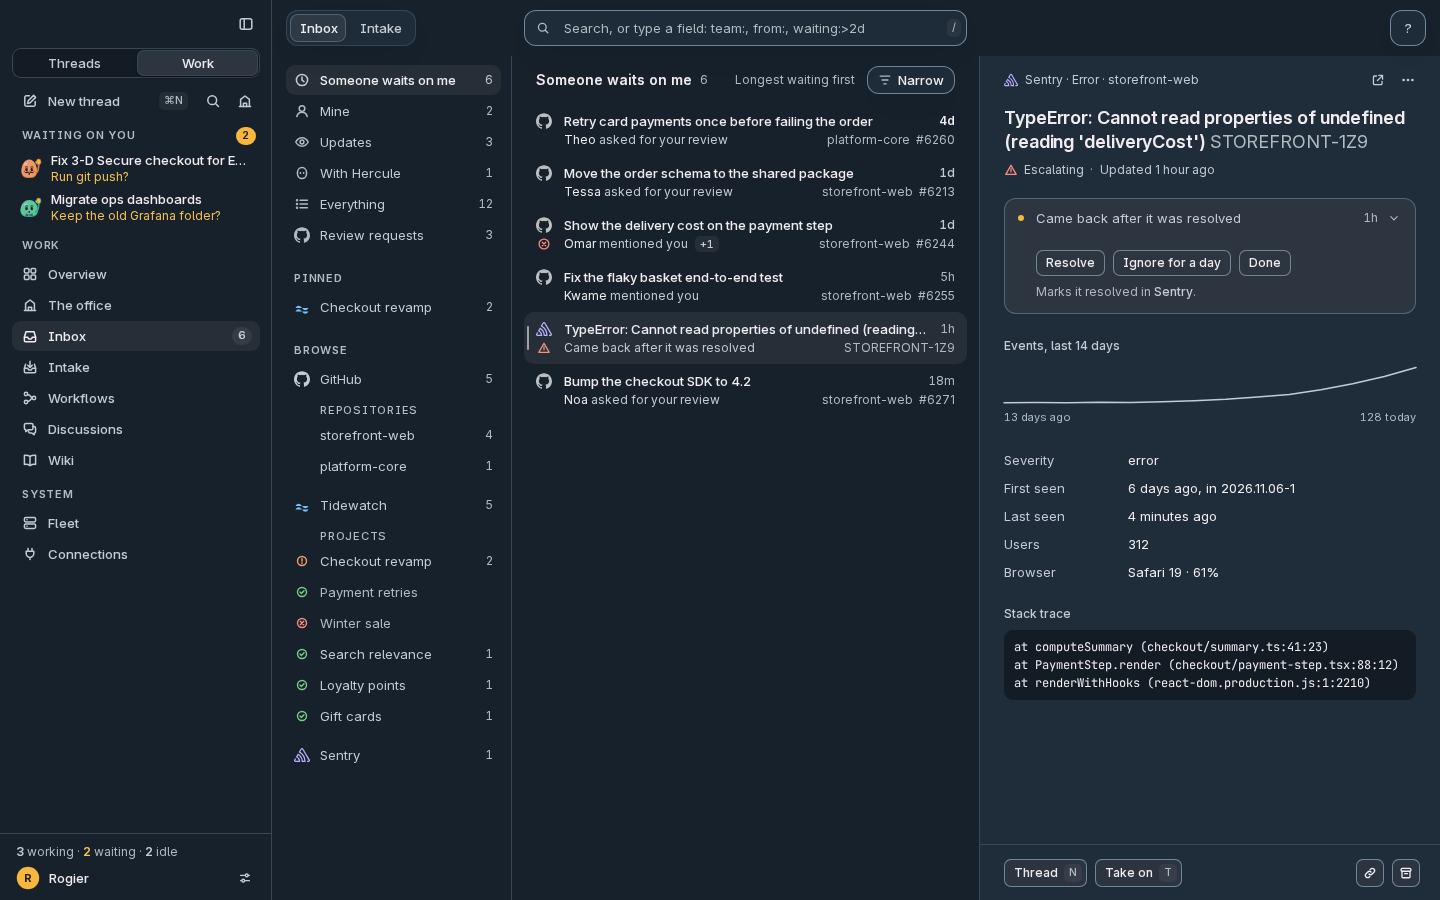 Threads
Work
New thread
⌘N
WAITING ON YOU
2
Fix 3-D Secure checkout for E...
Run git push?
Migrate ops dashboards
Keep the old Grafana folder?
WORK
Overview
The office
Inbox
6
Intake
Workflows
Discussions
Wiki
SYSTEM
Fleet
Connections
3 working · 2 waiting · 2 idle
R
Rogier
Inbox
Intake
Someone waits on me
6
Mine
2
Updates
3
With Hercule
1
Everything
12
Review requests
3
PINNED
Checkout revamp
2
BROWSE
GitHub
5
REPOSITORIES
storefront-web
4
platform-core
1
Tidewatch
5
PROJECTS
Checkout revamp
2
Payment retries
Winter sale
Search relevance
1
Loyalty points
1
Gift cards
1
Sentry
1
Search, or type a field: team:, from:, waiting:>2d
/
?
Someone waits on me 6
Longest waiting first
Narrow
Retry card payments once before failing the order
4d
Theo asked for your review
platform-core #6260
Move the order schema to the shared package
1d
Tessa asked for your review
storefront-web #6213
Show the delivery cost on the payment step
1d
Omar mentioned you +1
storefront-web #6244
Fix the flaky basket end-to-end test
5h
Kwame mentioned you
storefront-web #6255
TypeError: Cannot read properties of undefined (reading...
1h
Came back after it was resolved
STOREFRONT-1Z9
Bump the checkout SDK to 4.2
18m
Noa asked for your review
storefront-web #6271
Sentry · Error · storefront-web
TypeError: Cannot read properties of undefined
(reading 'deliveryCost') STOREFRONT-1Z9
Escalating · Updated 1 hour ago
Came back after it was resolved
1h
Resolve
Ignore for a day
Done
Marks it resolved in Sentry.
Events, last 14 days
13 days ago
128 today
Severity
error
First seen
6 days ago, in 2026.11.06-1
Last seen
4 minutes ago
Users
312
Browser
Safari 19 · 61%
Stack trace
at computeSummary (checkout/summary.ts:41:23)
at PaymentStep.render (checkout/payment-step.tsx:88:12)
at renderWithHooks (react-dom.production.js:1:2210)
Thread N
Take on T